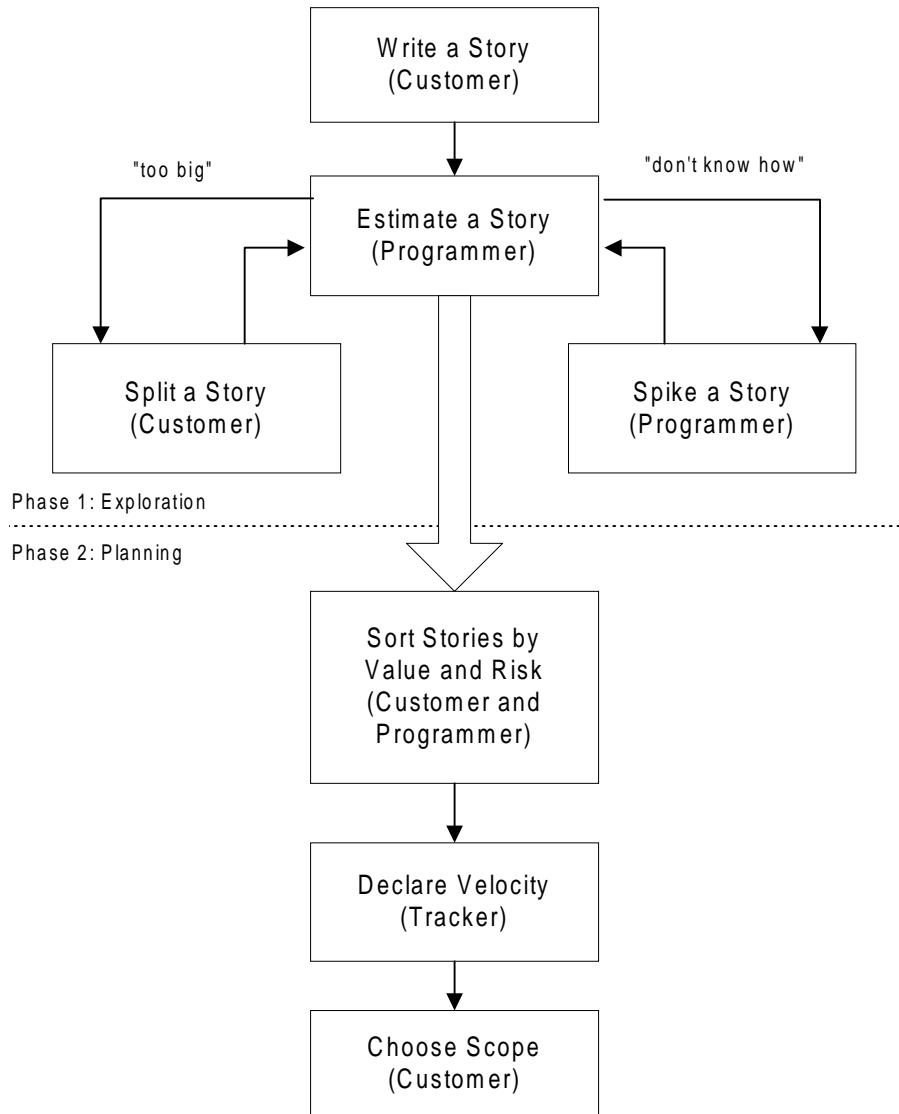 Write a Story
(Customer)
"too big"
"don't know how"
Estimate a Story
(Programmer)
Split a Story
(Customer)
Spike a Story
(Programmer)
Phase 1: Exploration
Phase 2: Planning
Sort Stories by
Value and Risk
(Customer and
Programmer)
Declare Velocity
(Tracker)
Choose Scope
(Customer)